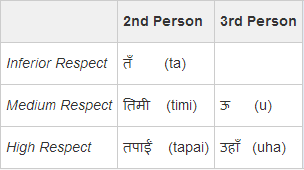 2nd Person 3rd Person
Inferior Respect तँ (ta)
Medium Respect तिमी (timi) ऊ (u)
High Respect तपाईं (tapai) उहाँ (uha)